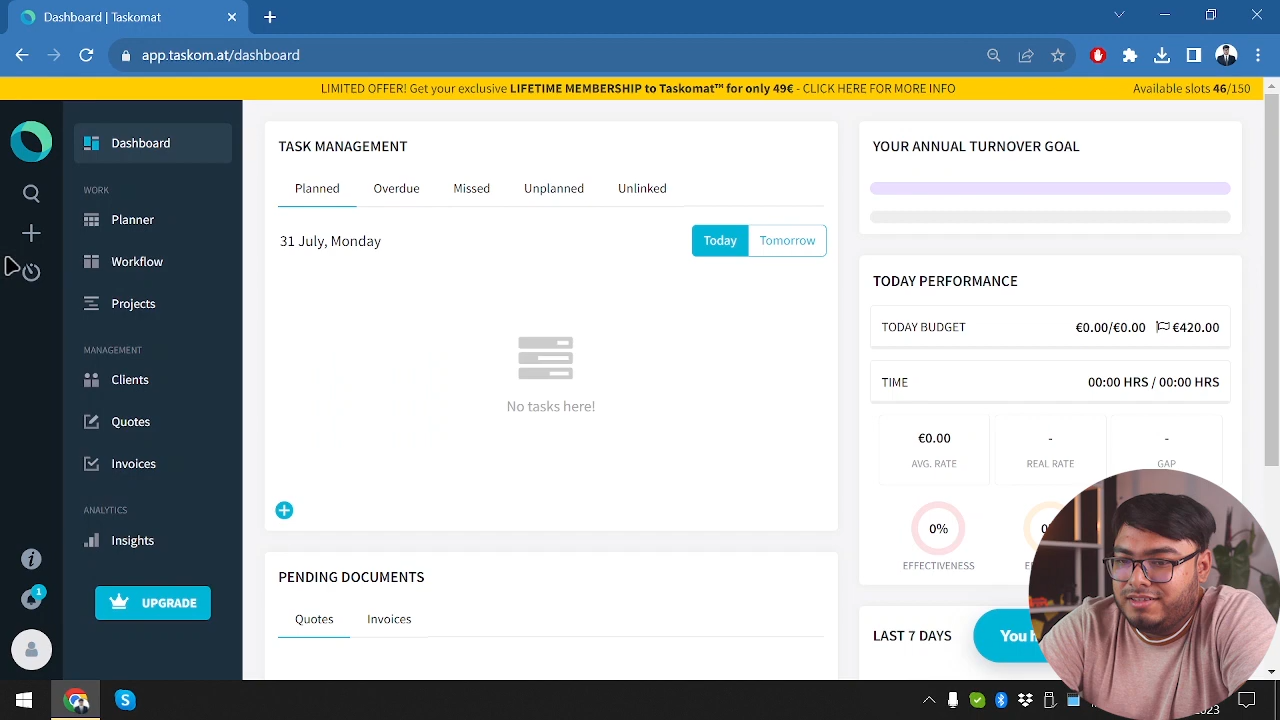 Dashboard | Taskomat
app.taskom.at/dashboard
LIMITED OFFER! Get your exclusive LIFETIME MEMBERSHIP to Taskomat™ for only 49€ - CLICK HERE FOR MORE INFO
Available slots 46/150
Dashboard
WORK
Planner
Workflow
Projects
MANAGEMENT
Clients
Quotes
Invoices
ANALYTICS
Insights
UPGRADE
1
TASK MANAGEMENT
Planned Overdue Missed Unplanned Unlinked
31 July, Monday
Today Tomorrow
No tasks here!
PENDING DOCUMENTS
Quotes Invoices
YOUR ANNUAL TURNOVER GOAL
TODAY PERFORMANCE
TODAY BUDGET €0.00/€0.00 €420.00
TIME 00:00 HRS / 00:00 HRS
€0.00 - -
AVG. RATE REAL RATE GAP
0%
EFFECTIVENESS
LAST 7 DAYS
You
2023